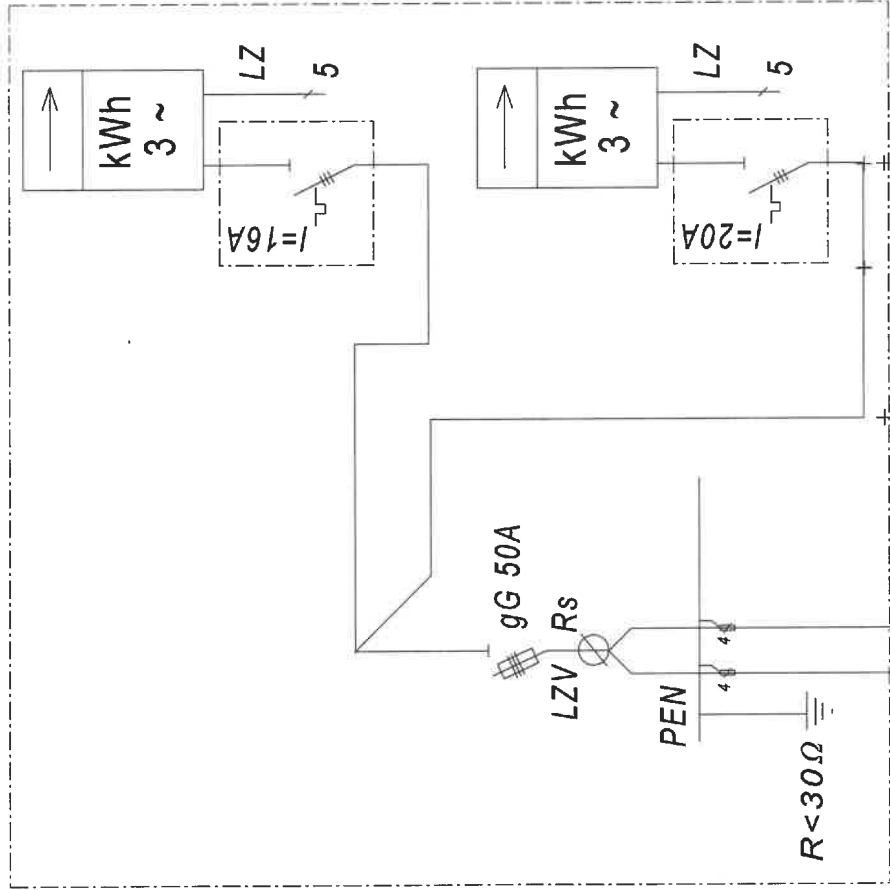 kWh
3 ~
LZ
5
I=16A
kWh
3 ~
LZ
5
I=20A
gG 50A
LZV
Rs
PEN
4
4
R<30Ω